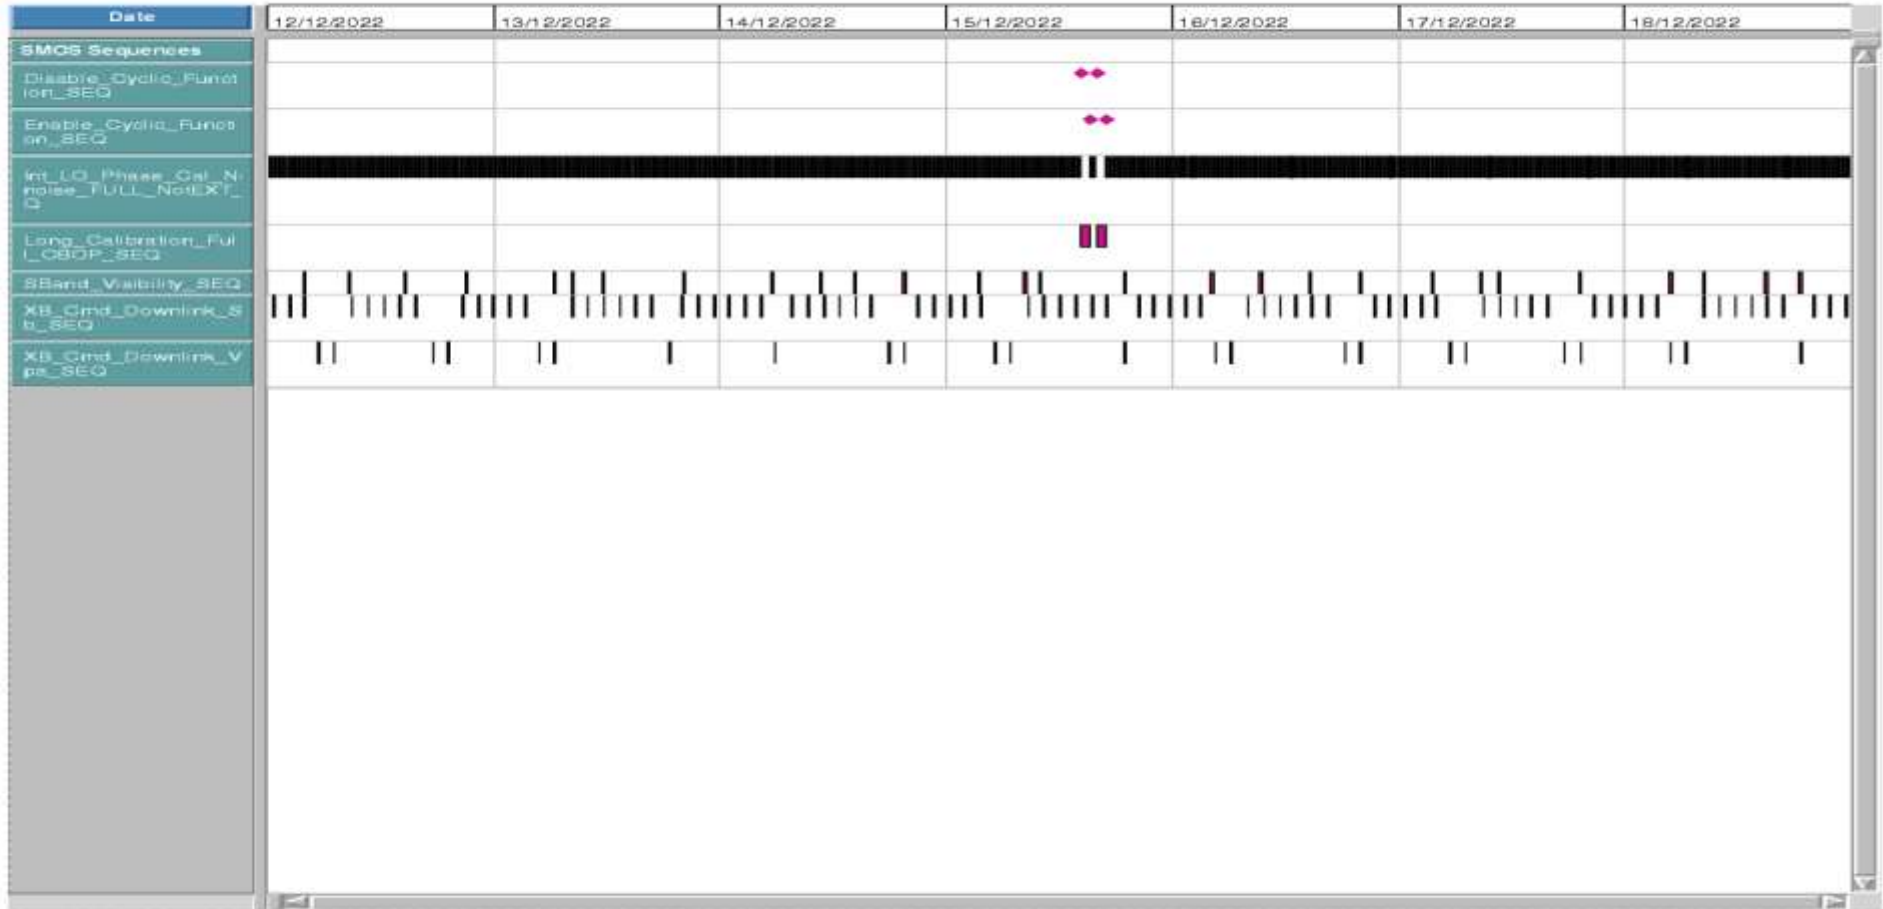 Date 12/12/2022 13/12/2022 14/12/2022 15/12/2022 16/12/2022 17/12/2022 18/12/2022
SMOS Sequences
Disable_Cyclic_Funct
ion_SEQ
Enable_Cyclic_Functi
on_SEQ
Int_LO_Phase_Cal_N-
noise_FULL_NotEXT_
Q
Long_Calibration_Ful
l_CBOP_SEQ
SBand_Visibility_SEQ
XB_Cmd_Downlink_S
b_SEQ
XB_Cmd_Downlink_V
pa_SEQ